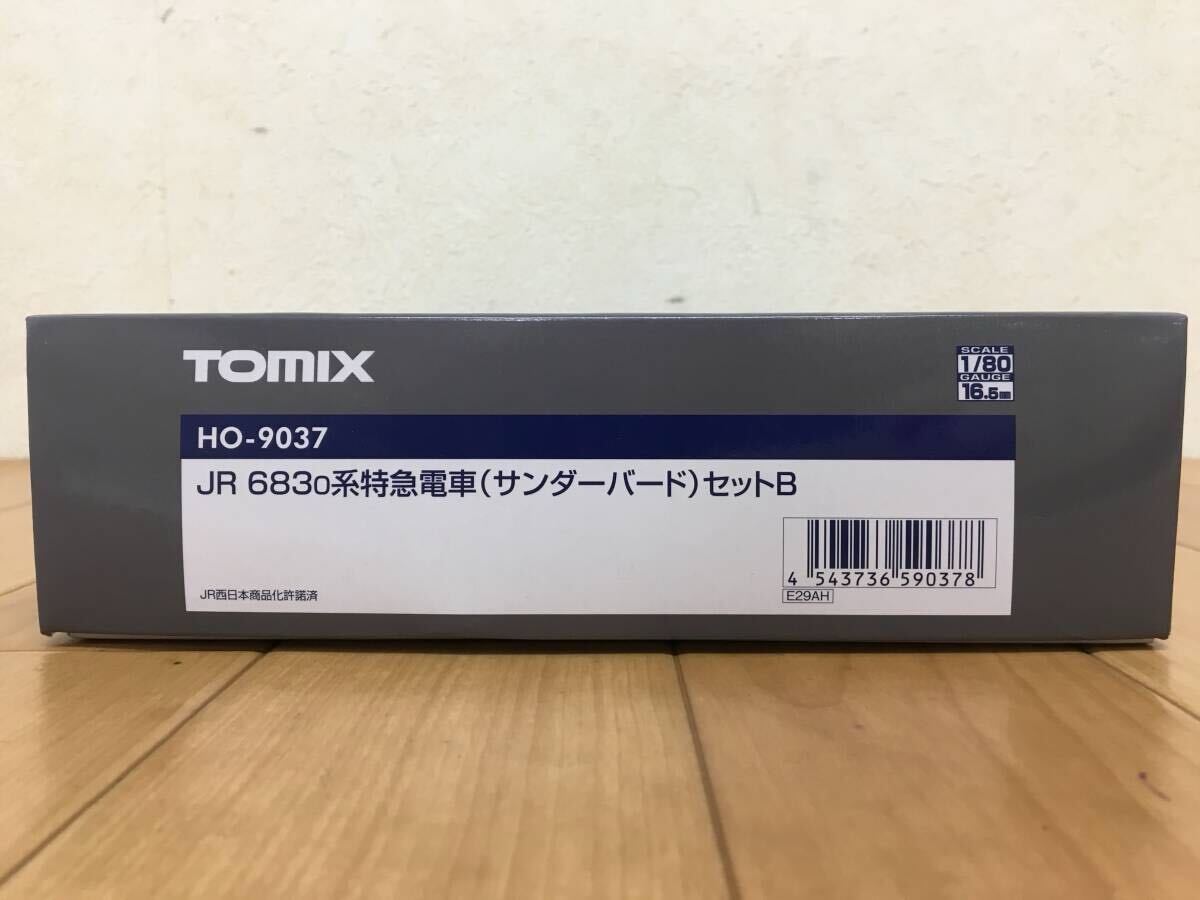 TOMIX
SCALE
1/80
GAUGE
16.5mm
HO-9037
JR 6830系特急電車(サンダーバード)セットB
4 543736 590378
E29AH
JR西日本商品化許諾済